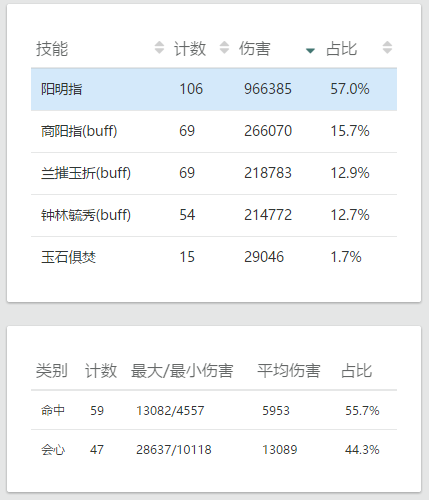 技能 计数 伤害 占比
阳明指 106 966385 57.0%
商阳指(buff) 69 266070 15.7%
兰摧玉折(buff) 69 218783 12.9%
钟林毓秀(buff) 54 214772 12.7%
玉石俱焚 15 29046 1.7%
类别 计数 最大/最小伤害 平均伤害 占比
命中 59 13082/4557 5953 55.7%
会心 47 28637/10118 13089 44.3%